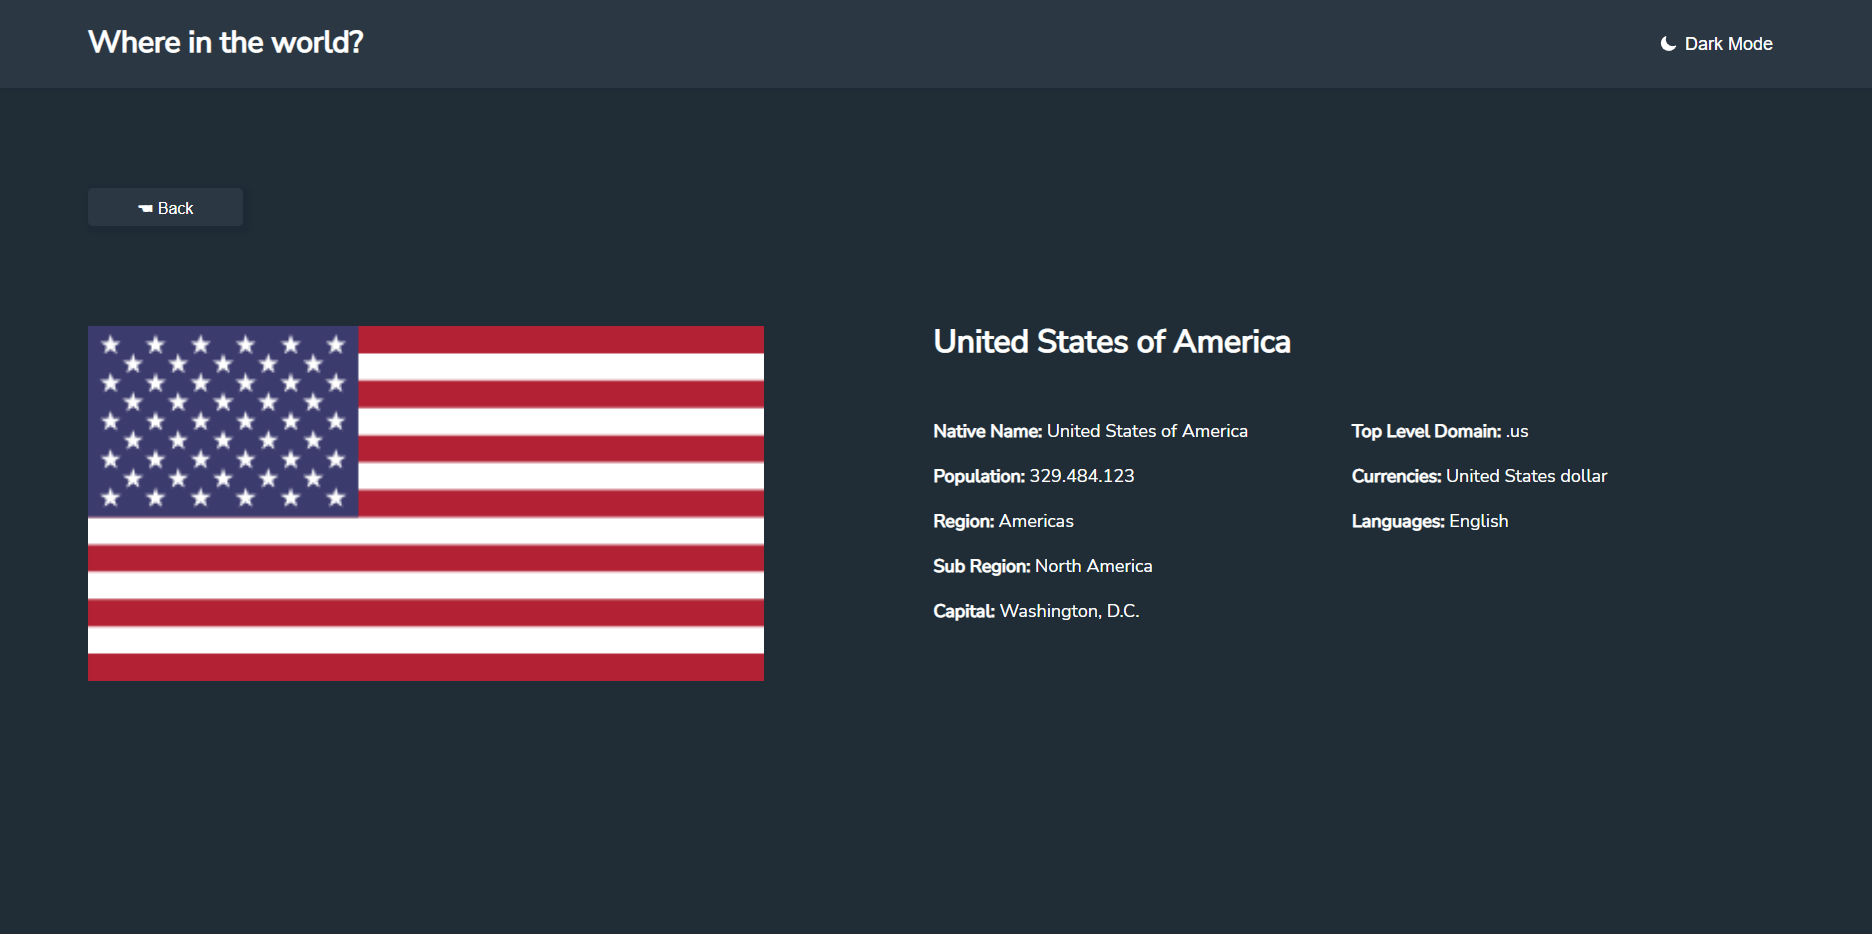 Where in the world?
Dark Mode
Back
United States of America
Native Name: United States of America
Population: 329.484.123
Region: Americas
Sub Region: North America
Capital: Washington, D.C.
Top Level Domain: .us
Currencies: United States dollar
Languages: English